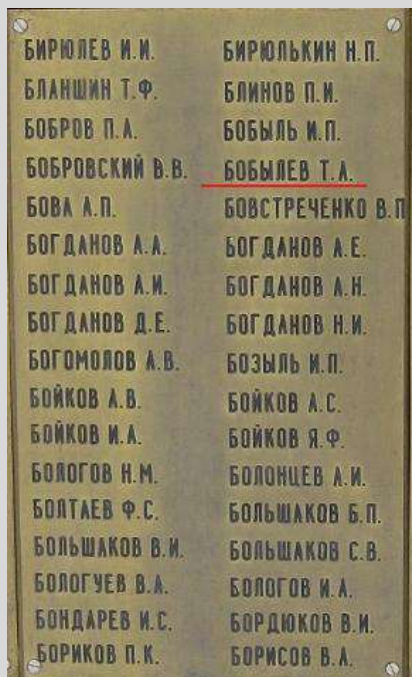 БИРЮЛЕВ И.И. БИРЮЛЬКИН Н.П.
БЛАНШИН Т.Ф. БЛИНОВ П.И.
БОБРОВ П.А. БОБЫЛЬ И.П.
БОБРОВСКИЙ В.В. БОБЫЛЕВ Т.А.
БОВА А.П. БОВСТРЕЧЕНКО В.П
БОГДАНОВ А.А. БОГДАНОВ А.Е.
БОГДАНОВ А.И. БОГДАНОВ А.Н.
БОГДАНОВ Д.Е. БОГДАНОВ Н.И.
БОГОМОЛОВ А.В. БОЗЫЛЬ И.П.
БОЙКОВ А.В. БОЙКОВ А.С.
БОЙКОВ И.А. БОЙКОВ Я.Ф.
БОЛОГОВ Н.М. БОЛОНЦЕВ А.И.
БОЛТАЕВ Ф.С. БОЛЬШАКОВ Б.П.
БОЛЬШАКОВ В.И. БОЛЬШАКОВ С.В.
БОЛОГУЕВ В.А. БОЛОГОВ И.А.
БОНДАРЕВ И.С. БОРДЮКОВ В.И.
БОРИКОВ П.К. БОРИСОВ В.А.